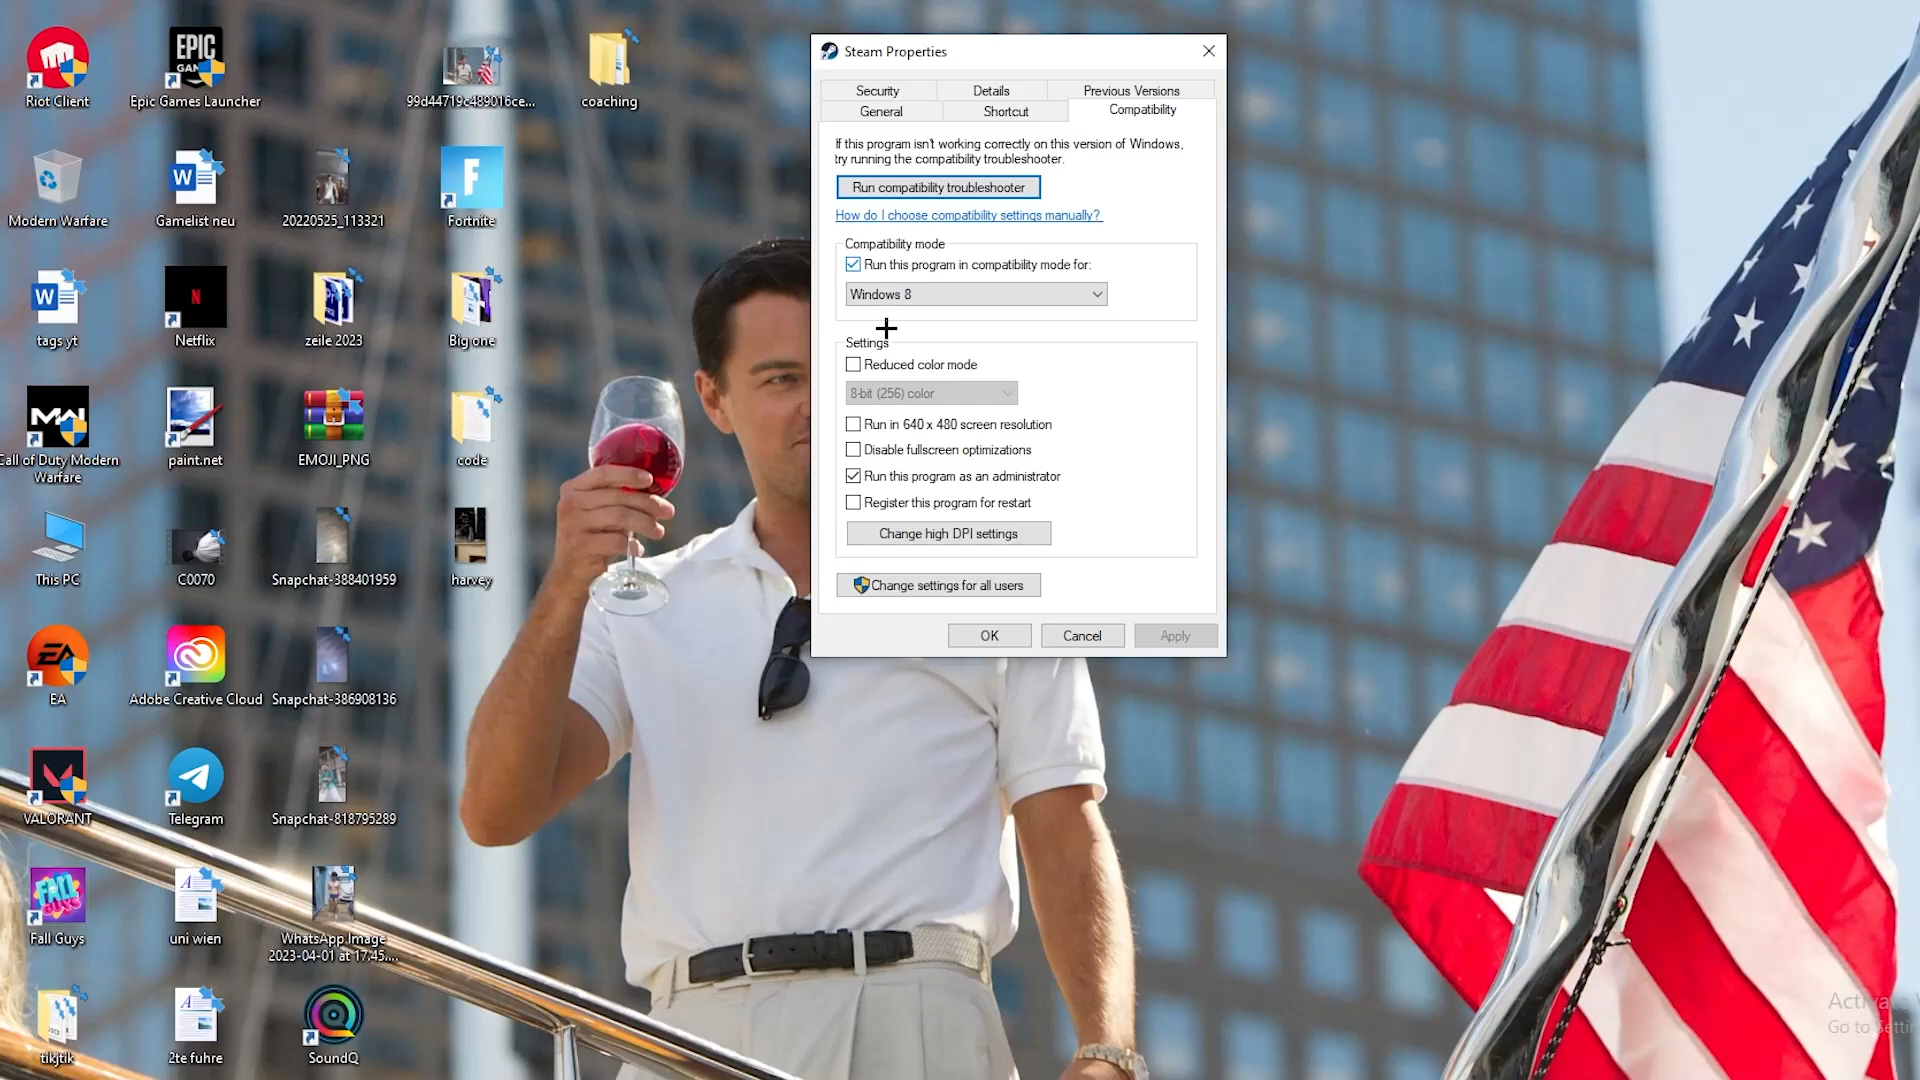 Riot Client
EPIC
GAM
Epic Games Launcher
99d44719c489016ce...
coaching
Modern Warfare
Gamelist neu
20220525_113321
Fortnite
tags yt
Netflix
zeile 2023
Big one
Call of Duty Modern
Warfare
paint.net
EMOJI_PNG
code
This PC
C0070
Snapchat-388401959
harvey
EA
Adobe Creative Cloud
Snapchat-386908136
VALORANT
Telegram
Snapchat-818795289
FALL
GUYS
Fall Guys
uni wien
WhatsApp Image
2023-04-01 at 17.45....
tikjtik
2te fuhre
SoundQ
Steam Properties
Security
Details
Previous Versions
General
Shortcut
Compatibility
If this program isn't working correctly on this version of Windows,
try running the compatibility troubleshooter.
Run compatibility troubleshooter
How do I choose compatibility settings manually?
Compatibility mode
Run this program in compatibility mode for:
Windows 8
Settings
Reduced color mode
8-bit (256) color
Run in 640 x 480 screen resolution
Disable fullscreen optimizations
Run this program as an administrator
Register this program for restart
Change high DPI settings
Change settings for all users
OK
Cancel
Apply
Activate
Go to Settin